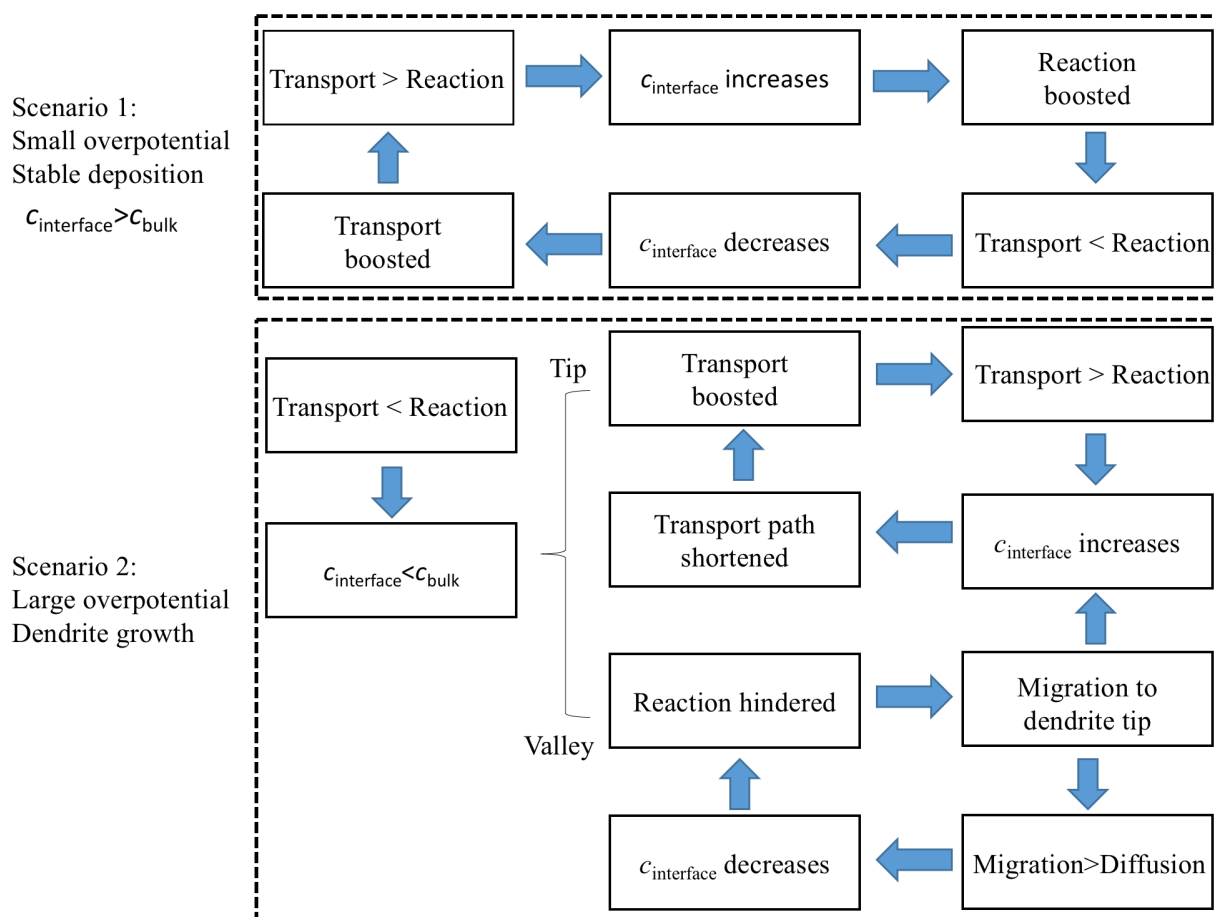 Scenario 1:
Small overpotential
Stable deposition
cinterface>cbulk
Transport > Reaction
cinterface increases
Reaction
boosted
Transport
boosted
cinterface decreases
Transport < Reaction
Scenario 2:
Large overpotential
Dendrite growth
Transport < Reaction
cinterface<cbulk
Tip
Valley
Transport
boosted
Transport > Reaction
Transport path
shortened
cinterface increases
Reaction hindered
Migration to
dendrite tip
cinterface decreases
Migration>Diffusion